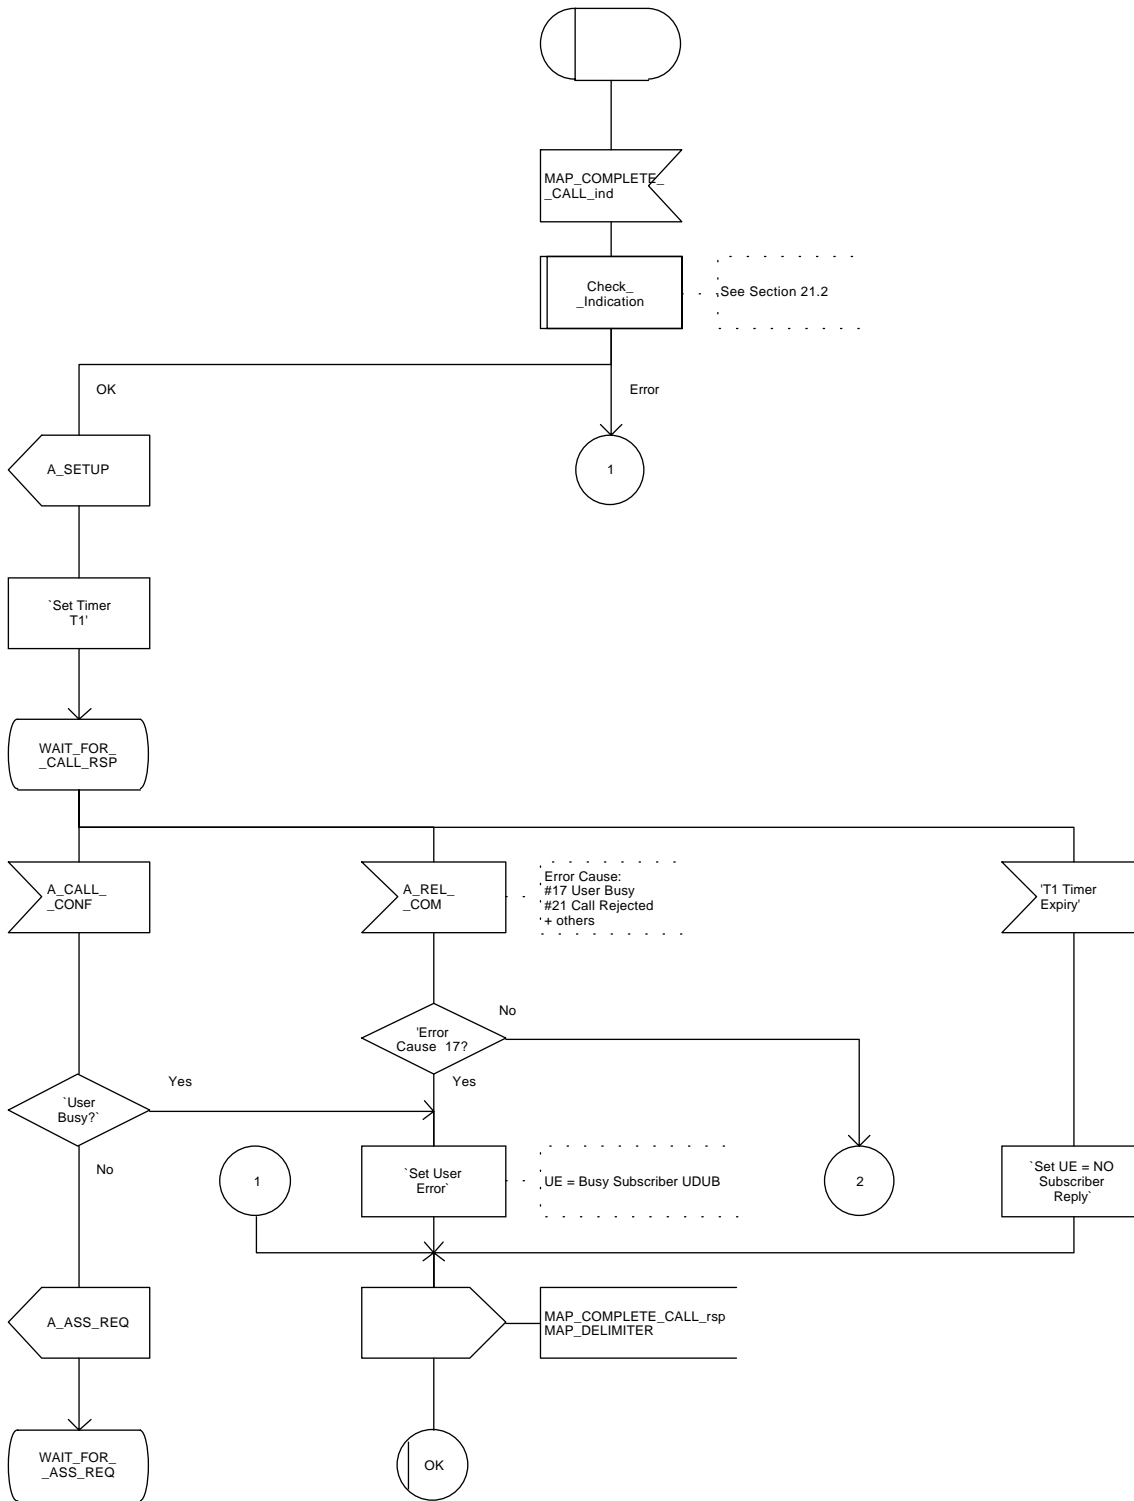 MAP_COMPLETE_
_CALL_ind
Check_
_Indication
See Section 21.2
OK
Error
A_SETUP
1
`Set Timer
T1'
WAIT_FOR_
_CALL_RSP
A_CALL_
_CONF
A_REL_
_COM
Error Cause:
#17 User Busy
#21 Call Rejected
+ others
'T1 Timer
Expiry'
No
'Error
Cause 17?
Yes
Yes
`User
Busy?`
No
1
`Set User
Error`
UE = Busy Subscriber UDUB
2
`Set UE = NO
Subscriber
Reply`
A_ASS_REQ
MAP_COMPLETE_CALL_rsp
MAP_DELIMITER
WAIT_FOR_
_ASS_REQ
OK